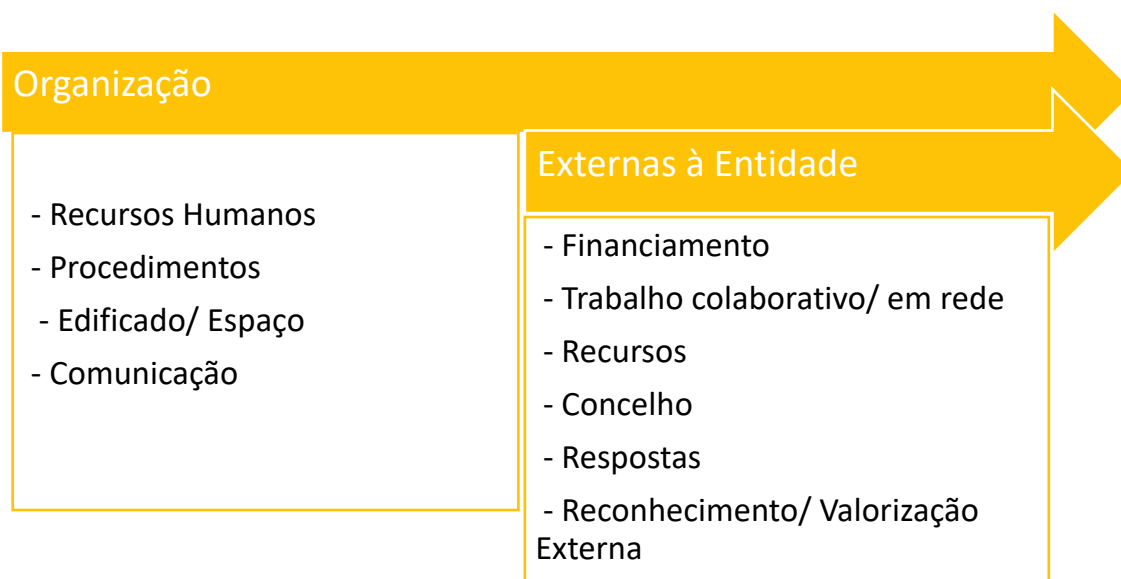 Organização
- Recursos Humanos
- Procedimentos
- Edificado/ Espaço
- Comunicação
Externas à Entidade
- Financiamento
- Trabalho colaborativo/ em rede
- Recursos
- Concelho
- Respostas
- Reconhecimento/ Valorização
Externa